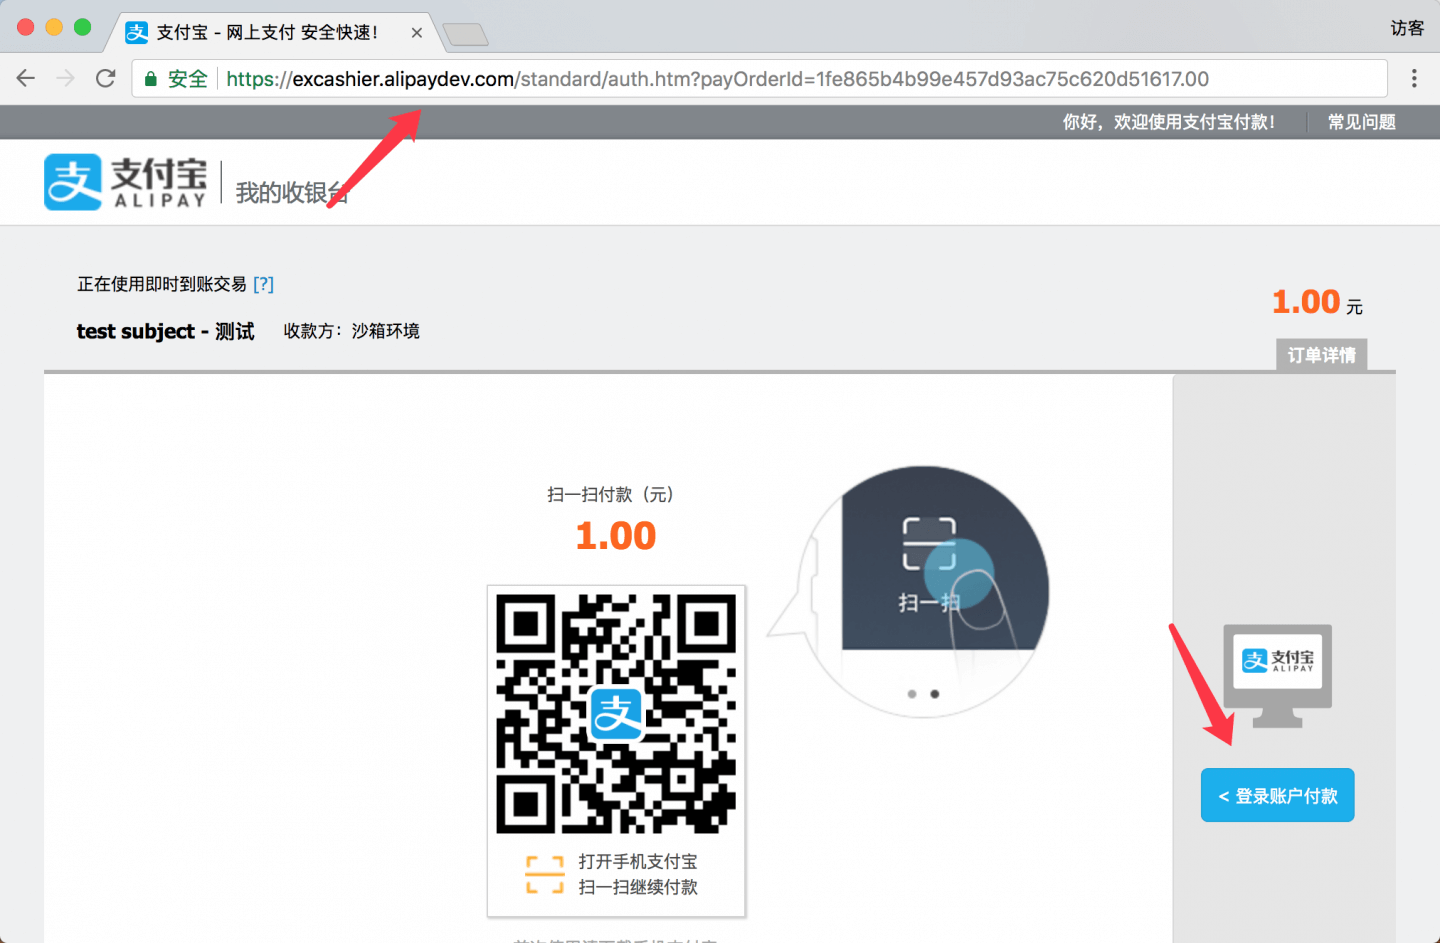 支付宝 - 网上支付 安全快速!
访客
安全 https://excashier.alipaydev.com/standard/auth.htm?payOrderId=1fe865b4b99e457d93ac75c620d51617.00
你好，欢迎使用支付宝付款! 常见问题
支付宝
ALIPAY
我的收银台
正在使用即时到账交易 [?]
1.00 元
test subject - 测试 收款方：沙箱环境
订单详情
扫一扫付款（元）
1.00
扫一扫
支付宝
ALIPAY
< 登录账户付款
打开手机支付宝
扫一扫继续付款